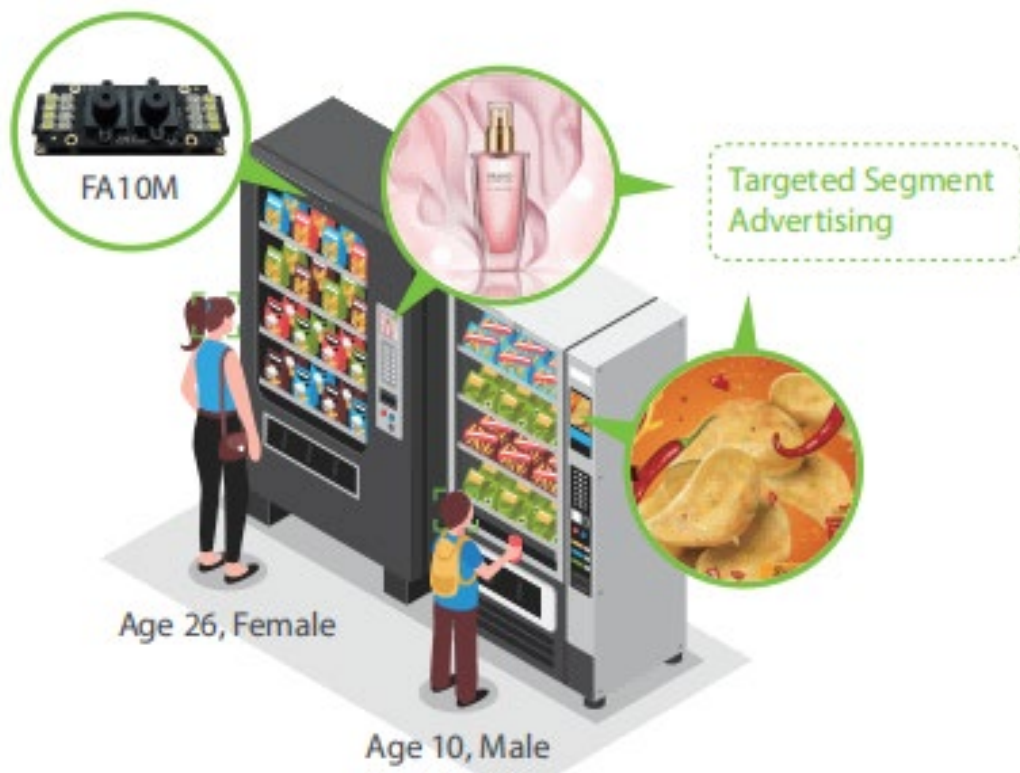 FA10M
Targeted Segment
Advertising
Age 26, Female
Age 10, Male